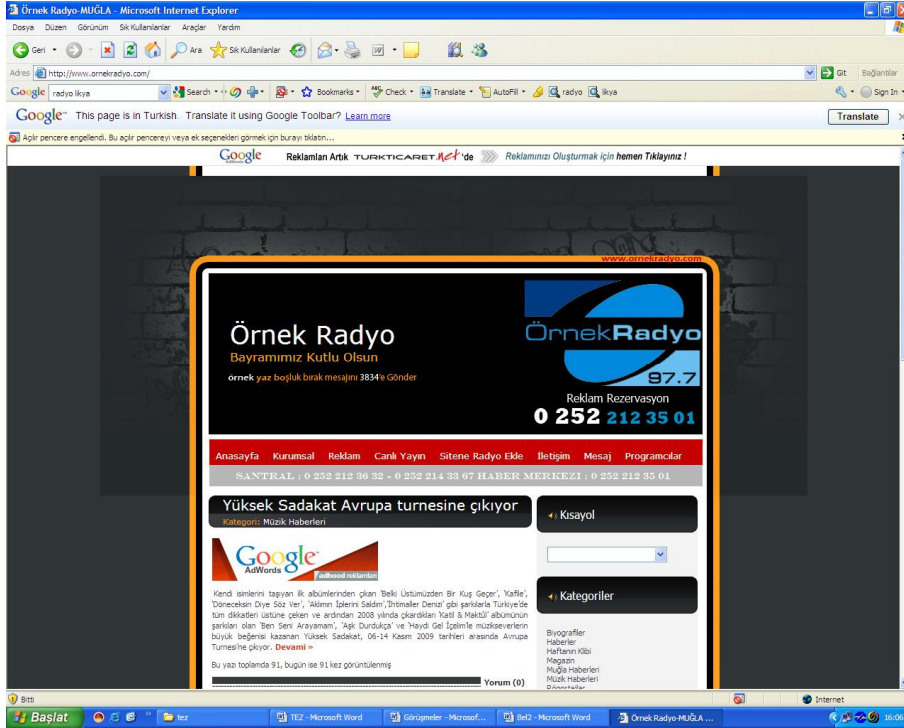 Örnek Radyo-MUĞLA - Microsoft Internet Explorer
Dosya Düzen Görünüm Sık Kullanılanlar Araçlar Yardım
Geri Ara Sık Kullanılanlar
Adres http://www.ornekradyo.com/ Git Bağlantılar
Google radyo likya Search Bookmarks Check Translate AutoFill radyo likya Sign In
Google This page is in Turkish. Translate it using Google Toolbar? Learn more Translate
Açılır pencere engellendi. Bu açılır pencereyi veya ek seçenekleri görmek için burayı tıklatın...
Google Reklamları Artık TURKTICARET.Net 'de Reklamınızı Oluşturmak için hemen Tıklayınız !
www.ornekradyo.com
Örnek Radyo
Bayramımız Kutlu Olsun
örnek yaz boşluk bırak mesajını 3834'e Gönder
ÖrnekRadyo
97.7
Reklam Rezervasyon
0 252 212 35 01
Anasayfa Kurumsal Reklam Canlı Yayın Sitene Radyo Ekle İletişim Mesaj Programcılar
SANTRAL : 0 252 212 36 32 - 0 252 214 33 67 HABER MERKEZI : 0 252 212 35 01
Yüksek Sadakat Avrupa turnesine çıkıyor
Kategori: Müzik Haberleri
Google
AdWords
adhood reklamları
Kendi isimlerini taşıyan ilk albümlerinden çıkan 'Belki Üstümüzden Bir Kuş Geçer', 'Kafile',
'Döneceksin Diye Söz Ver', 'Aklımın İplerini Saldım','İhtimaller Denizi' gibi şarkılarla Türkiye'de
tüm dikkatleri üstüne çeken ve ardından 2008 yılında çıkardıkları 'Katil & Maktül' albümünün
şarkıları olan 'Ben Seni Arayamam', 'Aşk Durdukça' ve 'Haydi Gel İçelim'le müzikseverlerin
büyük beğenisi kazanan Yüksek Sadakat, 06-14 Kasım 2009 tarihleri arasında Avrupa
Turnesi'ne çıkıyor. Devamı »
Bu yazı toplamda 91, bugün ise 91 kez görüntülenmiş
Yorum (0)
Kısayol
Kategoriler
Biyografiler
Haberler
Haftanın Klibi
Magazin
Muğla Haberleri
Müzik Haberleri
Röportajlar
Bitti Internet
Başlat tez TEZ - Microsoft Word Görüşmeler - Microsof... Bel2 - Microsoft Word Örnek Radyo-MUĞLA ... 16:06